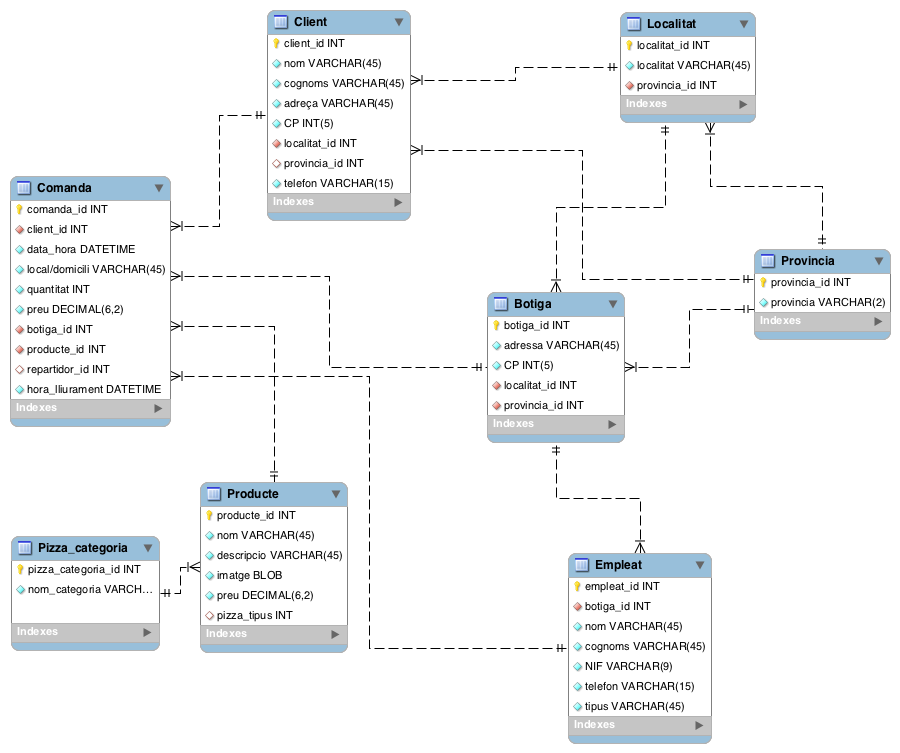 Client
client_id INT
nom VARCHAR(45)
cognoms VARCHAR(45)
adreça VARCHAR(45)
CP INT(5)
localitat_id INT
provincia_id INT
telefon VARCHAR(15)
Indexes
Localitat
localitat_id INT
localitat VARCHAR(45)
provincia_id INT
Indexes
Comanda
comanda_id INT
client_id INT
data_hora DATETIME
local/domicili VARCHAR(45)
quantitat INT
preu DECIMAL(6,2)
botiga_id INT
producte_id INT
repartidor_id INT
hora_lliurament DATETIME
Indexes
Provincia
provincia_id INT
provincia VARCHAR(2)
Indexes
Botiga
botiga_id INT
adressa VARCHAR(45)
CP INT(5)
localitat_id INT
provincia_id INT
Indexes
Producte
producte_id INT
nom VARCHAR(45)
descripcio VARCHAR(45)
imatge BLOB
preu DECIMAL(6,2)
pizza_tipus INT
Indexes
Pizza_categoria
pizza_categoria_id INT
nom_categoria VARCH...
Indexes
Empleat
empleat_id INT
botiga_id INT
nom VARCHAR(45)
cognoms VARCHAR(45)
NIF VARCHAR(9)
telefon VARCHAR(15)
tipus VARCHAR(45)
Indexes